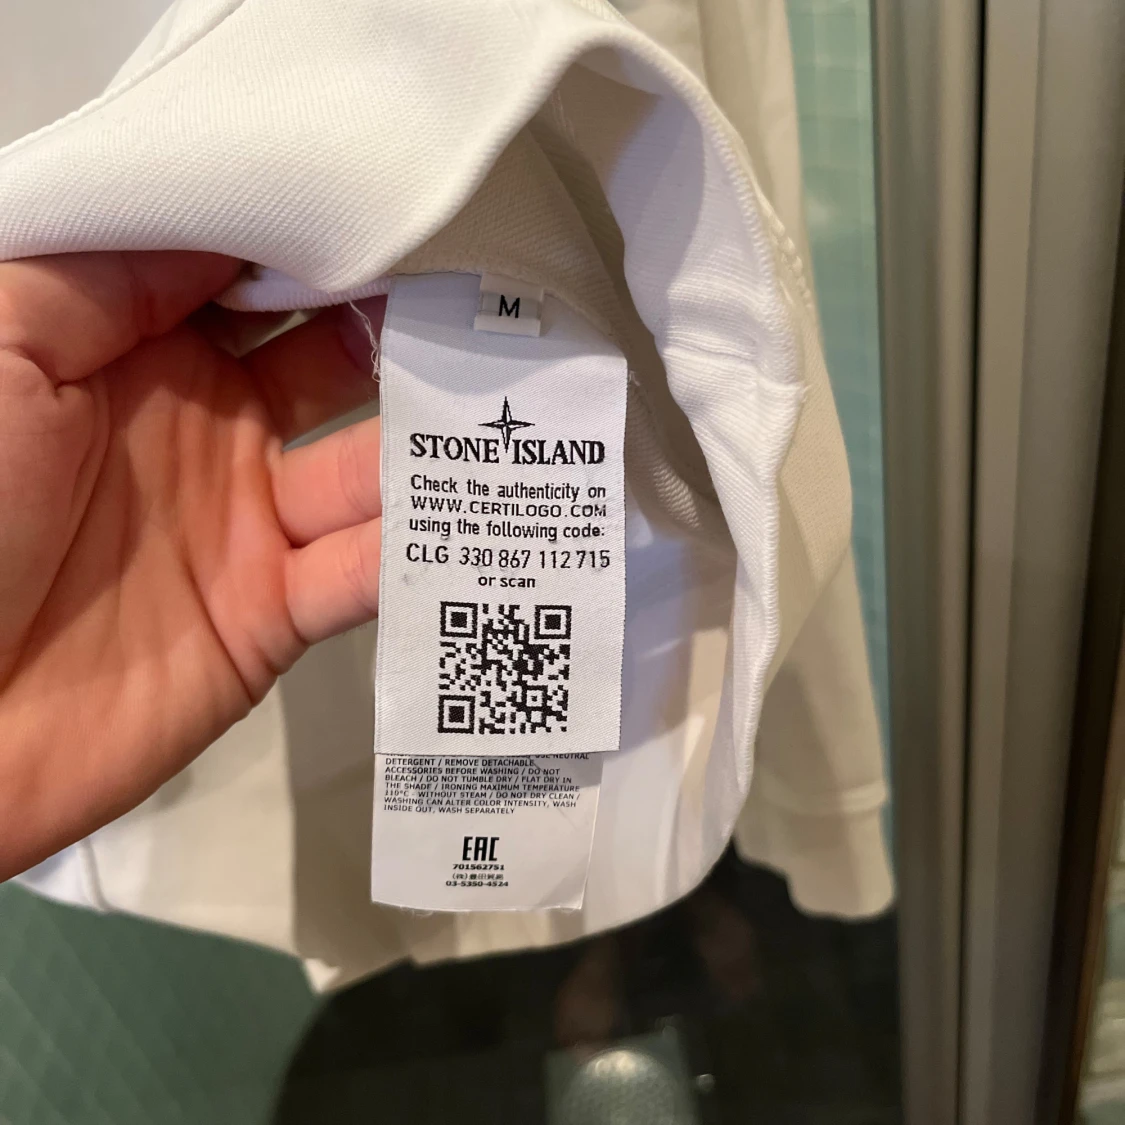 M
STONE ISLAND
Check the authenticity on
WWW.CERTILOGO.COM
using the following code:
CLG 330 867 112 715
or scan
USE NEUTRAL
DETERGENT / REMOVE DETACHABLE
ACCESSORIES BEFORE WASHING / DO NOT
BLEACH / DO NOT TUMBLE DRY / FLAT DRY IN
THE SHADE / IRONING MAXIMUM TEMPERATURE
110°C - WITHOUT STEAM / DO NOT DRY CLEAN /
WASHING CAN ALTER COLOR INTENSITY, WASH
INSIDE OUT, WASH SEPARATELY
EAC
701562751
03-5350-4524